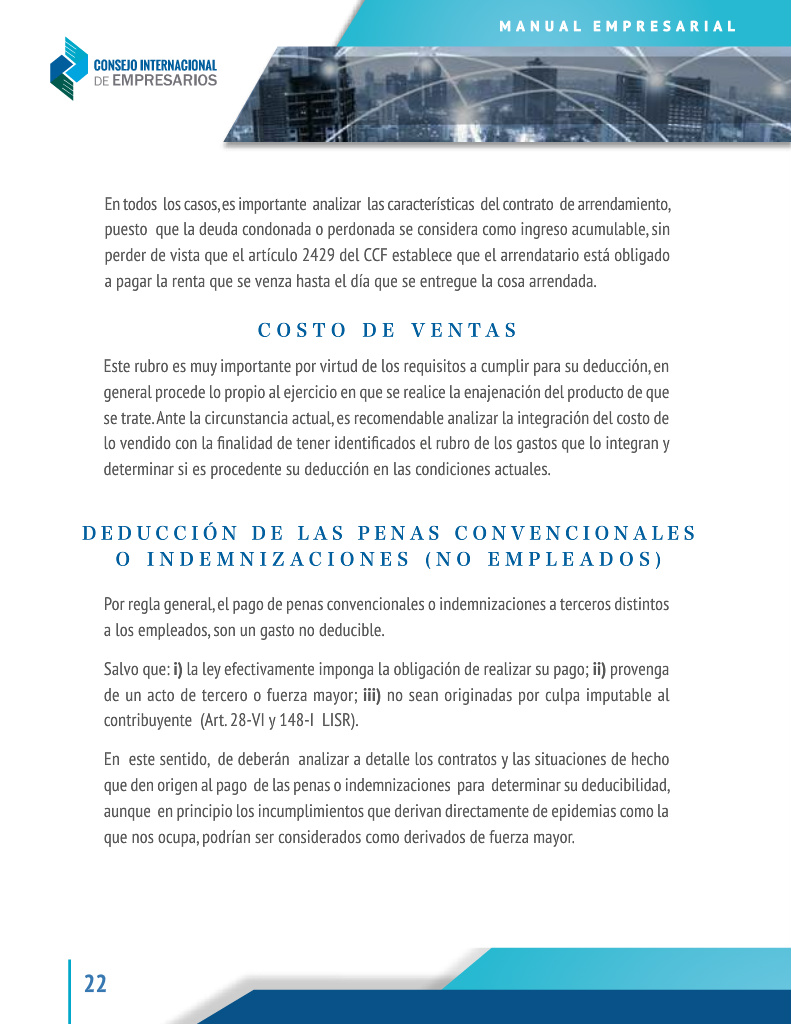 MANUAL EMPRESARIAL
CONSEJO INTERNACIONAL
DE EMPRESARIOS
En todos los casos, es importante analizar las características del contrato de arrendamiento,
puesto que la deuda condonada o perdonada se considera como ingreso acumulable, sin
perder de vista que el artículo 2429 del CCF establece que el arrendatario está obligado
a pagar la renta que se venza hasta el día que se entregue la cosa arrendada.
COSTO DE VENTAS
Este rubro es muy importante por virtud de los requisitos a cumplir para su deducción, en
general procede lo propio al ejercicio en que se realice la enajenación del producto de que
se trate. Ante la circunstancia actual, es recomendable analizar la integración del costo de
lo vendido con la finalidad de tener identificados el rubro de los gastos que lo integran y
determinar si es procedente su deducción en las condiciones actuales.
DEDUCCIÓN DE LAS PENAS CONVENCIONALES
O INDEMNIZACIONES (NO EMPLEADOS)
Por regla general, el pago de penas convencionales o indemnizaciones a terceros distintos
a los empleados, son un gasto no deducible.
Salvo que: i) la ley efectivamente imponga la obligación de realizar su pago; ii) provenga
de un acto de tercero o fuerza mayor; iii) no sean originadas por culpa imputable al
contribuyente (Art. 28-VI y 148-I LISR).
En este sentido, de deberán analizar a detalle los contratos y las situaciones de hecho
que den origen al pago de las penas o indemnizaciones para determinar su deducibilidad,
aunque en principio los incumplimientos que derivan directamente de epidemias como la
que nos ocupa, podrían ser considerados como derivados de fuerza mayor.
22